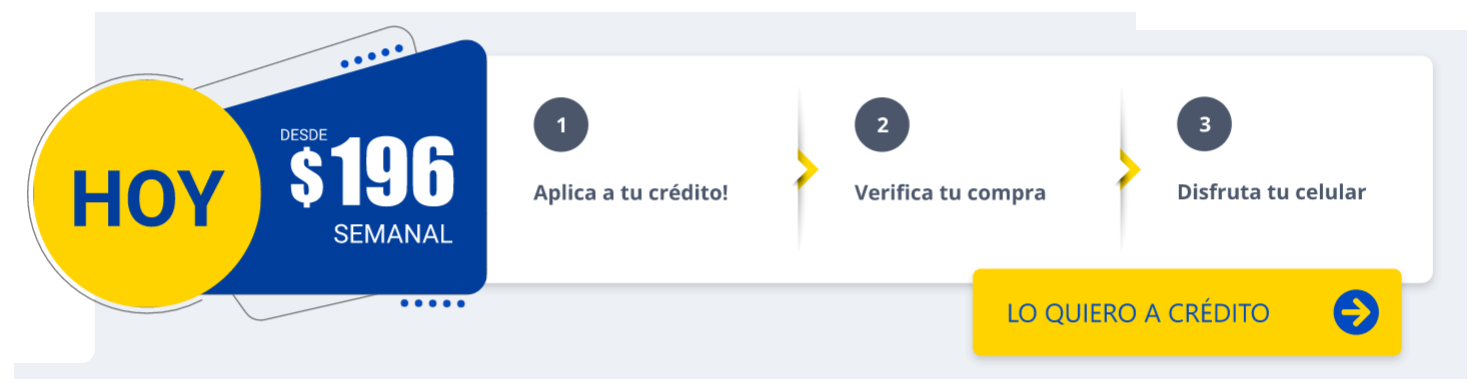 HOY
DESDE
$196
SEMANAL
1
Aplica a tu crédito!
2
Verifica tu compra
3
Disfruta tu celular
LO QUIERO A CRÉDITO